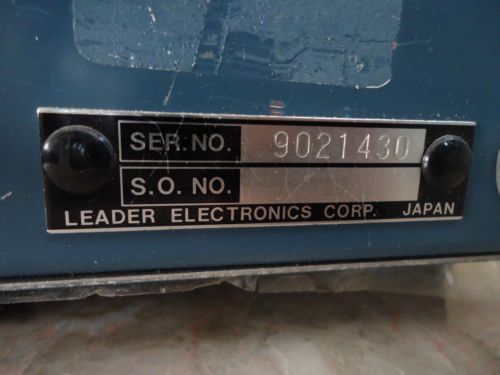 SER. NO. 9021430
S.O. NO.
LEADER ELECTRONICS CORP. JAPAN